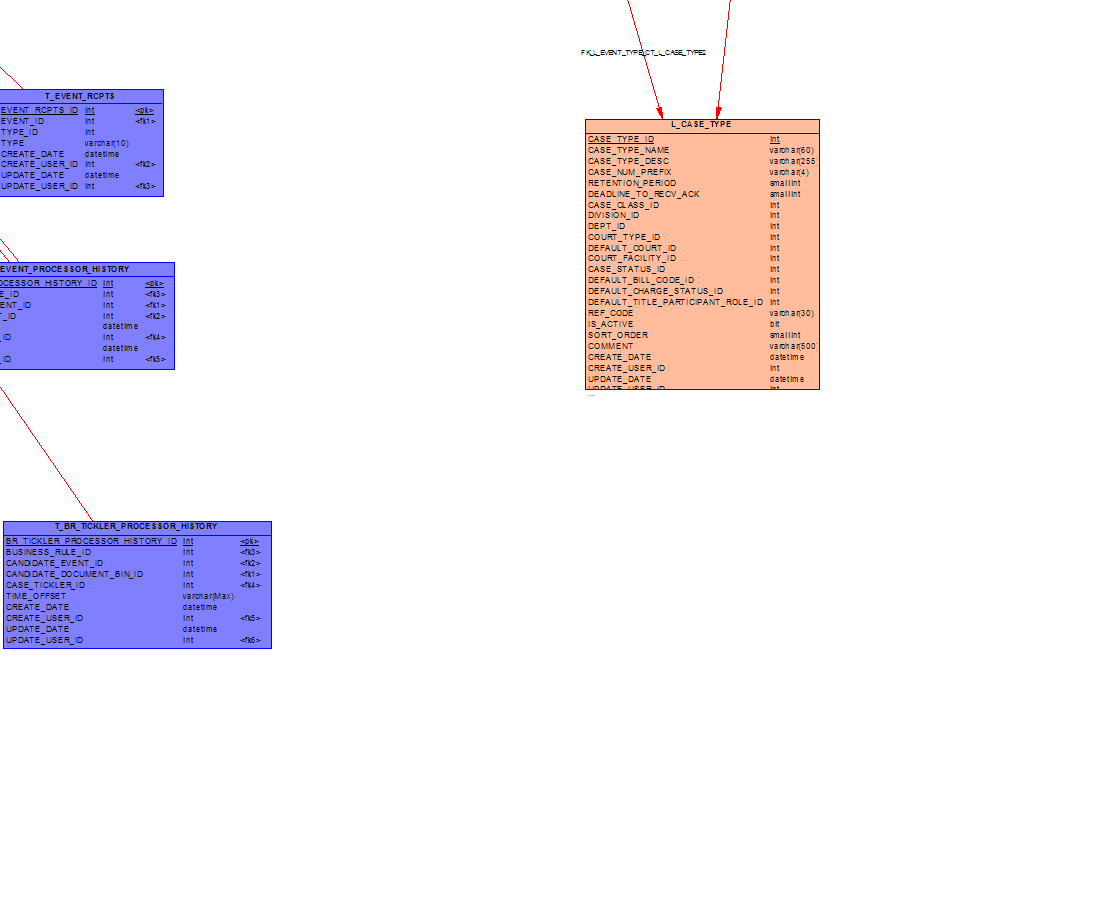 FK_L_EVENT_TYPE_CT_L_CASE_TYPE2
T_EVENT_RCPTS
EVENT_RCPTS_ID int <pk>
EVENT_ID int <fk1>
TYPE_ID int
TYPE varchar(10)
CREATE_DATE datetime
CREATE_USER_ID int <fk2>
UPDATE_DATE datetime
UPDATE_USER_ID int <fk3>
L_CASE_TYPE
CASE_TYPE_ID int
CASE_TYPE_NAME varchar(60)
CASE_TYPE_DESC varchar(255
CASE_NUM_PREFIX varchar(4)
RETENTION_PERIOD smallint
DEADLINE_TO_RECV_ACK smallint
CASE_CLASS_ID int
DIVISION_ID int
DEPT_ID int
COURT_TYPE_ID int
DEFAULT_COURT_ID int
COURT_FACILITY_ID int
CASE_STATUS_ID int
DEFAULT_BILL_CODE_ID int
DEFAULT_CHARGE_STATUS_ID int
DEFAULT_TITLE_PARTICIPANT_ROLE_ID int
REF_CODE varchar(30)
IS_ACTIVE bit
SORT_ORDER smallint
COMMENT varchar(500
CREATE_DATE datetime
CREATE_USER_ID int
UPDATE_DATE datetime
UPDATE_USER_ID int
EVENT_PROCESSOR_HISTORY
OCESSOR_HISTORY_ID int <pk>
E_ID int <fk3>
ENT_ID int <fk1>
T_ID int <fk2>
datetime
_ID int <fk4>
datetime
_ID int <fk5>
T_BR_TICKLER_PROCESSOR_HISTORY
BR_TICKLER_PROCESSOR_HISTORY_ID int <pk>
BUSINESS_RULE_ID int <fk3>
CANDIDATE_EVENT_ID int <fk2>
CANDIDATE_DOCUMENT_BIN_ID int <fk1>
CASE_TICKLER_ID int <fk4>
TIME_OFFSET varchar(Max)
CREATE_DATE datetime
CREATE_USER_ID int <fk5>
UPDATE_DATE datetime
UPDATE_USER_ID int <fk6>